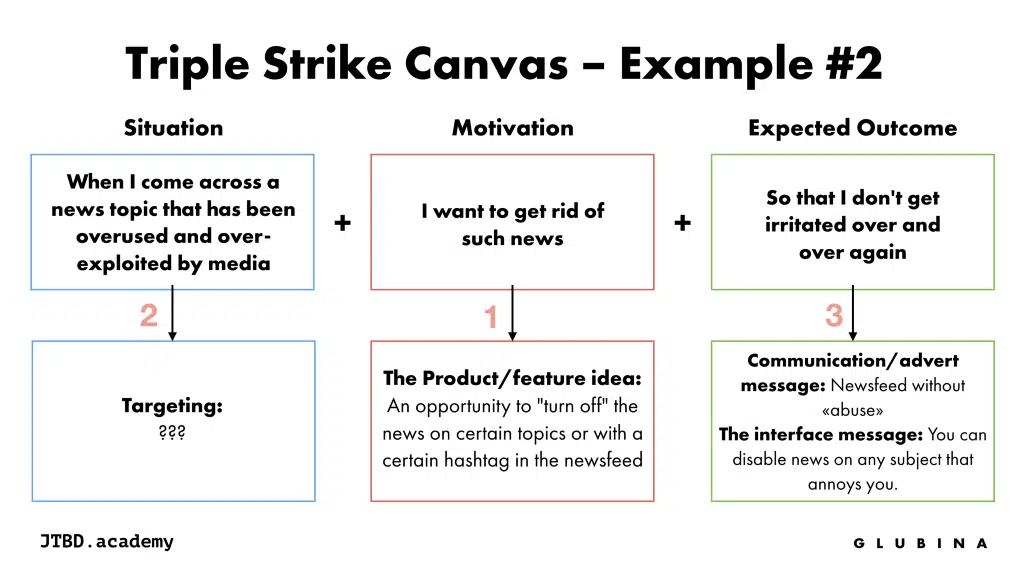 Triple Strike Canvas – Example #2
Situation
Motivation
Expected Outcome
When I come across a
news topic that has been
overused and over-
exploited by media
+
I want to get rid of
such news
+
So that I don't get
irritated over and
over again
2
1
3
Targeting:
???
The Product/feature idea:
An opportunity to "turn off" the
news on certain topics or with a
certain hashtag in the newsfeed
Communication/advert
message: Newsfeed without
«abuse»
The interface message: You can
disable news on any subject that
annoys you.
JTBD.academy
GLUBINA